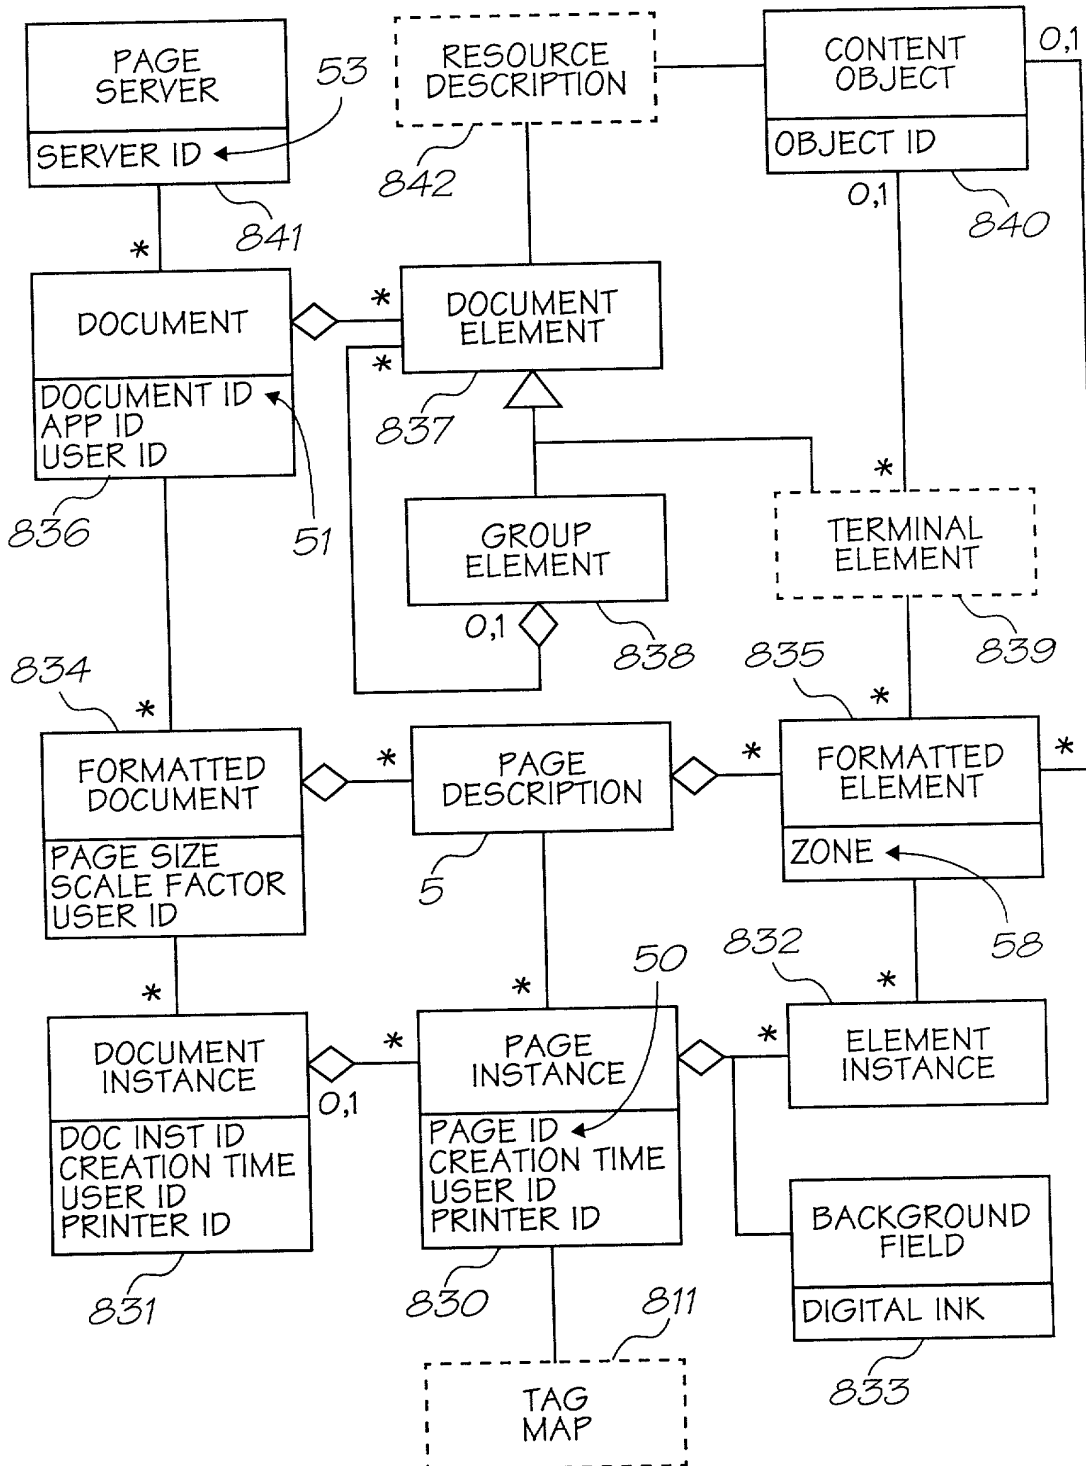 PAGE
SERVER
SERVER ID
53
841
*
RESOURCE
DESCRIPTION
842
CONTENT
OBJECT
OBJECT ID
0,1
0,1
840
DOCUMENT
DOCUMENT ID
APP ID
USER ID
836
51
*
*
DOCUMENT
ELEMENT
837
GROUP
ELEMENT
0,1
838
*
TERMINAL
ELEMENT
839
834
*
FORMATTED
DOCUMENT
PAGE SIZE
SCALE FACTOR
USER ID
*
PAGE
DESCRIPTION
5
835
*
*
FORMATTED
ELEMENT
*
ZONE
58
*
DOCUMENT
INSTANCE
DOC INST ID
CREATION TIME
USER ID
PRINTER ID
831
0,1
*
*
50
PAGE
INSTANCE
PAGE ID
CREATION TIME
USER ID
PRINTER ID
830
832
*
*
ELEMENT
INSTANCE
BACKGROUND
FIELD
DIGITAL INK
833
811
TAG
MAP